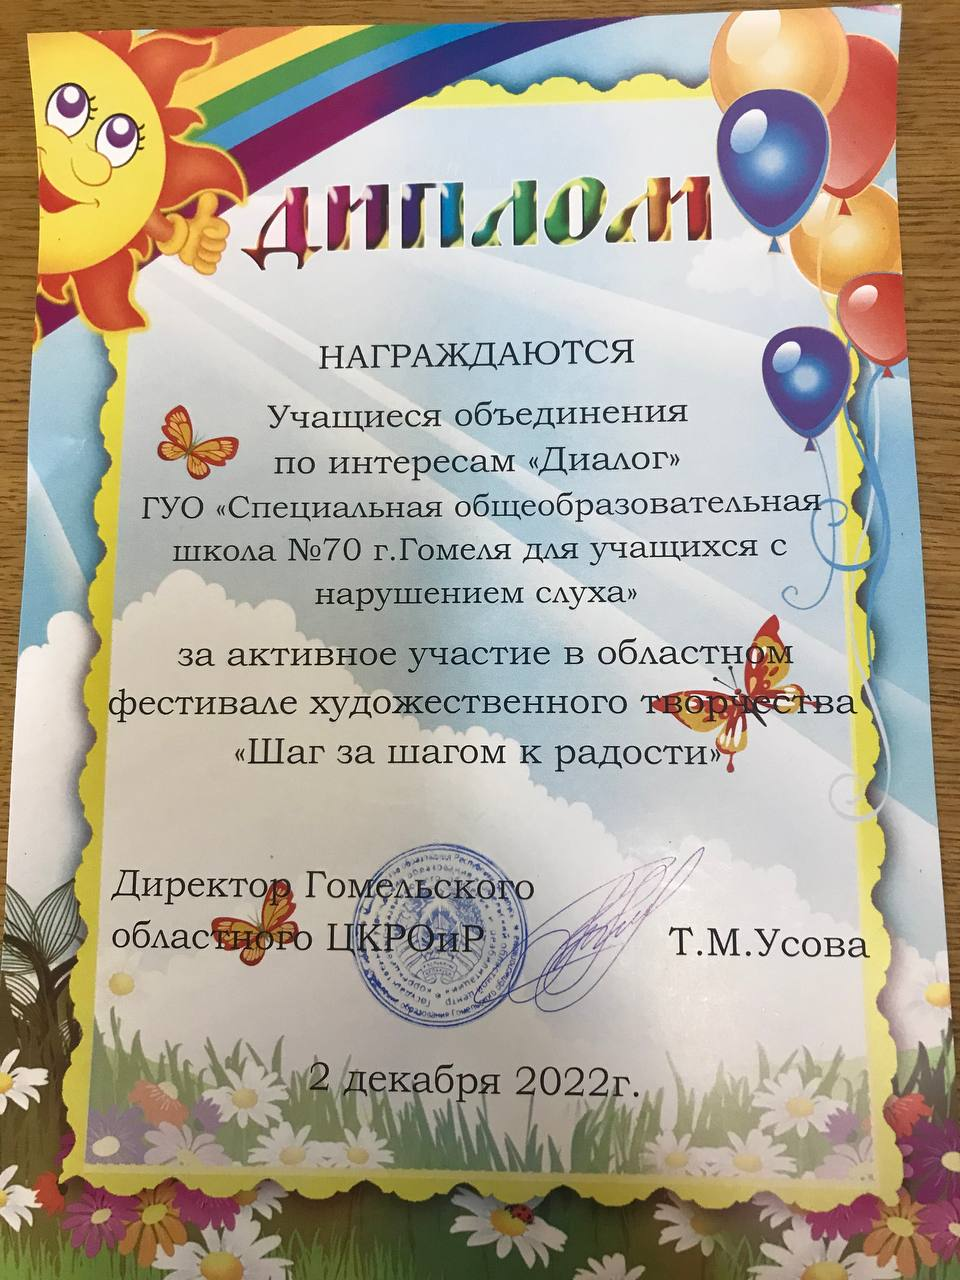 ДИПЛОМ
НАГРАЖДАЮТСЯ
Учащиеся объединения
по интересам «Диалог»
ГУО «Специальная общеобразовательная
школа №70 г.Гомеля для учащихся с
нарушением слуха»
за активное участие в областном
фестивале художественного творчества
«Шаг за шагом к радости»
Директор Гомельского
областного ЦКРОиР
Т.М.Усова
2 декабря 2022г.